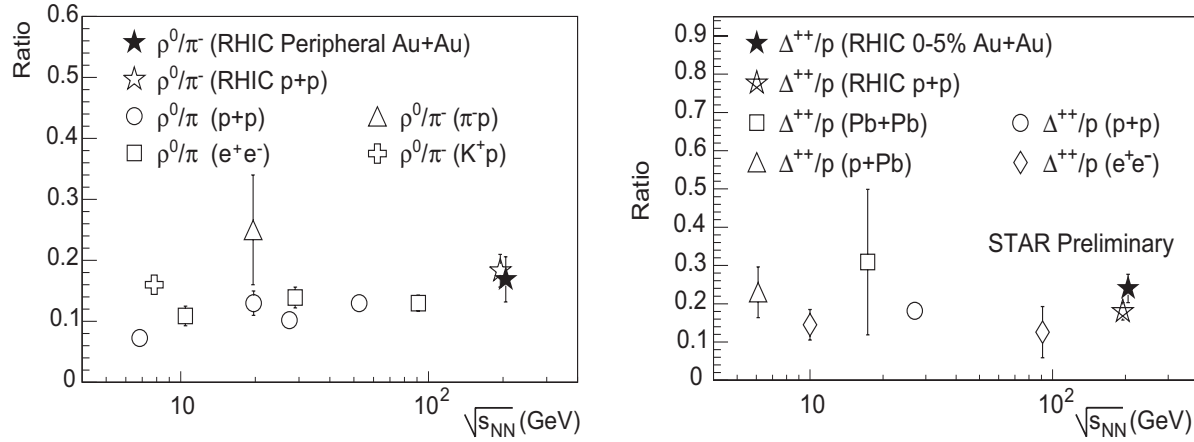 Ratio
0.6
0.5
0.4
0.3
0.2
0.1
0
ρ⁰/π⁻ (RHIC Peripheral Au+Au)
ρ⁰/π⁻ (RHIC p+p)
ρ⁰/π (p+p)
ρ⁰/π⁻ (π⁻p)
ρ⁰/π (e⁺e⁻)
ρ⁰/π⁻ (K⁺p)
10
10²
√s_NN (GeV)
Ratio
0.9
0.8
0.7
0.6
0.5
0.4
0.3
0.2
0.1
0
Δ⁺⁺/p (RHIC 0-5% Au+Au)
Δ⁺⁺/p (RHIC p+p)
Δ⁺⁺/p (Pb+Pb)
Δ⁺⁺/p (p+p)
Δ⁺⁺/p (p+Pb)
Δ⁺⁺/p (e⁺e⁻)
STAR Preliminary
10
10²
√s_NN (GeV)